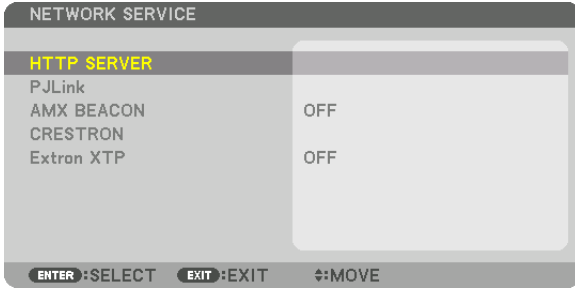 NETWORK SERVICE
HTTP SERVER
PJLink
AMX BEACON OFF
CRESTRON
Extron XTP OFF
ENTER :SELECT EXIT :EXIT ⬍:MOVE